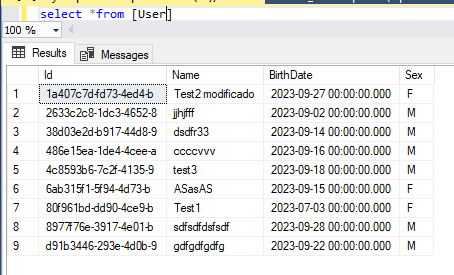 select *from [User]
100 %
Results Messages
Id Name BirthDate Sex
1 1a407c7d-fd73-4ed4-b Test2 modificado 2023-09-27 00:00:00.000 F
2 2633c2c8-1dc3-4652-8 jjhjfff 2023-09-02 00:00:00.000 M
3 38d03e2d-b917-44d8-9 dsdfr33 2023-09-14 00:00:00.000 M
4 486e15ea-1de4-4cee-a ccccvvv 2023-09-16 00:00:00.000 M
5 4c8593b6-7c2f-4135-9 test3 2023-09-18 00:00:00.000 M
6 6ab315f1-5f94-4d73-b ASasAS 2023-09-15 00:00:00.000 F
7 80f961bd-dd90-4ce9-b Test1 2023-07-03 00:00:00.000 F
8 8977f76e-3917-4e01-b sdfsdfdsfsdf 2023-09-28 00:00:00.000 M
9 d91b3446-293e-4d0b-9 gdfgdfgdfg 2023-09-22 00:00:00.000 M